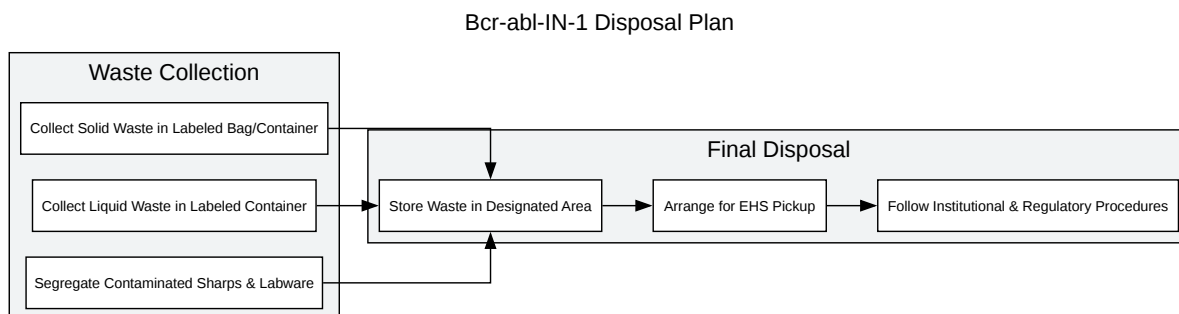 Bcr-abl-IN-1 Disposal Plan
Waste Collection
Collect Solid Waste in Labeled Bag/Container
Collect Liquid Waste in Labeled Container
Segregate Contaminated Sharps & Labware
Final Disposal
Store Waste in Designated Area
Arrange for EHS Pickup
Follow Institutional & Regulatory Procedures